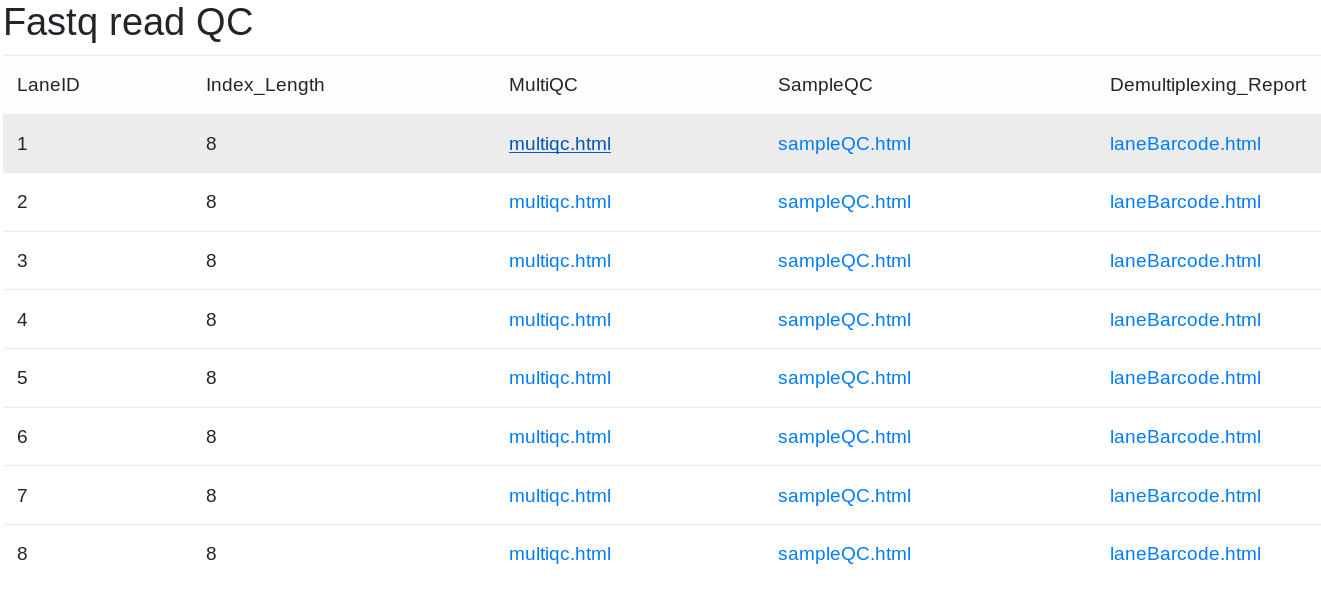 Fastq read QC
LaneID Index_Length MultiQC SampleQC Demultiplexing_Report
1 8 multiqc.html sampleQC.html laneBarcode.html
2 8 multiqc.html sampleQC.html laneBarcode.html
3 8 multiqc.html sampleQC.html laneBarcode.html
4 8 multiqc.html sampleQC.html laneBarcode.html
5 8 multiqc.html sampleQC.html laneBarcode.html
6 8 multiqc.html sampleQC.html laneBarcode.html
7 8 multiqc.html sampleQC.html laneBarcode.html
8 8 multiqc.html sampleQC.html laneBarcode.html